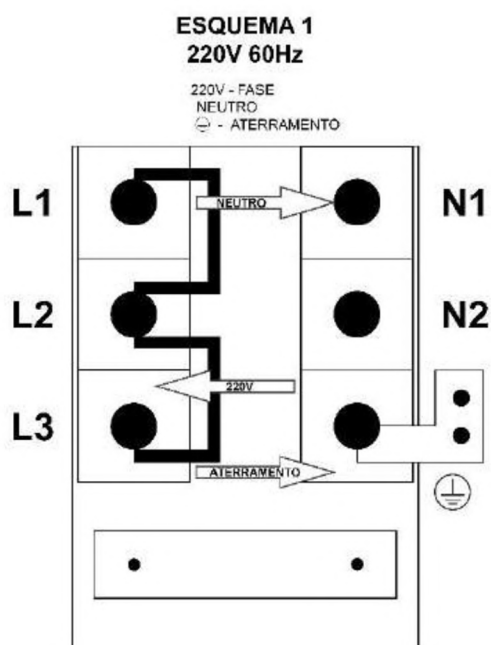 ESQUEMA 1
220V 60Hz
220V - FASE
NEUTRO
⏚ - ATERRAMENTO
L1
NEUTRO
N1
L2
N2
220V
L3
ATERRAMENTO